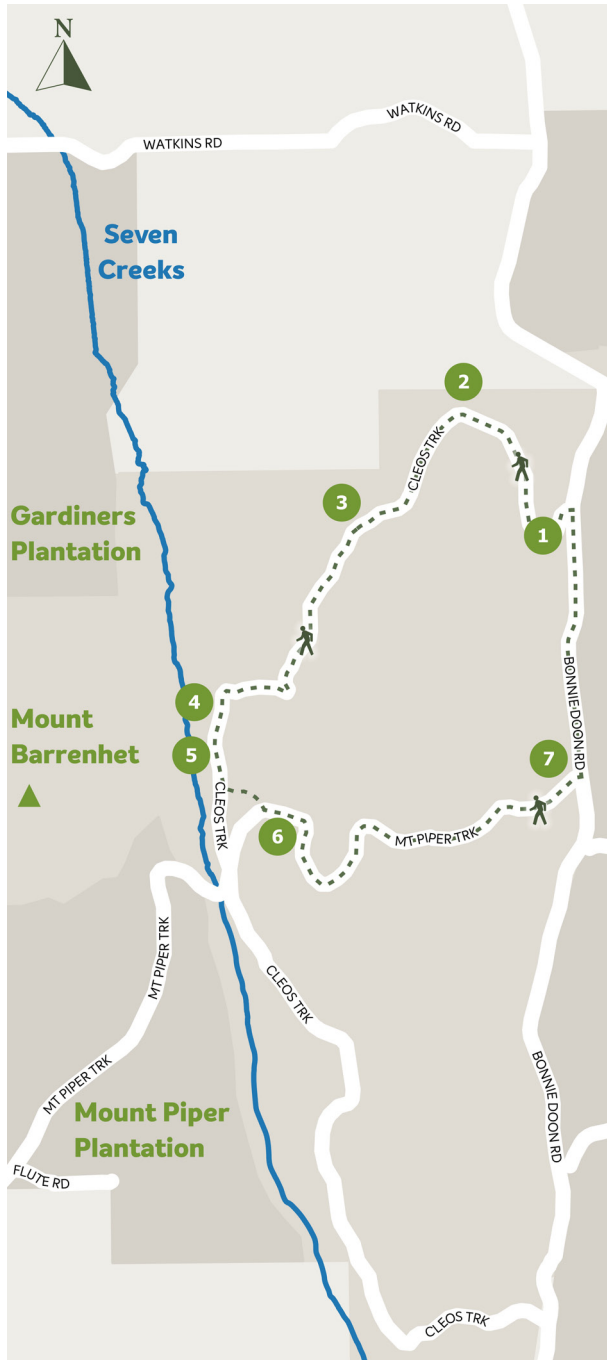 N
WATKINS RD
WATKINS RD
Seven
Creeks
2
CLEOS TRK
3
1
Gardiners
Plantation
BONNIE DOON RD
4
Mount
Barrenhet
5
7
CLEOS TRK
6
MT PIPER TRK
MT PIPER TRK
CLEOS TRK
MT PIPER TRK
Mount Piper
Plantation
BONNIE DOON RD
FLUTE RD
CLEOS TRK